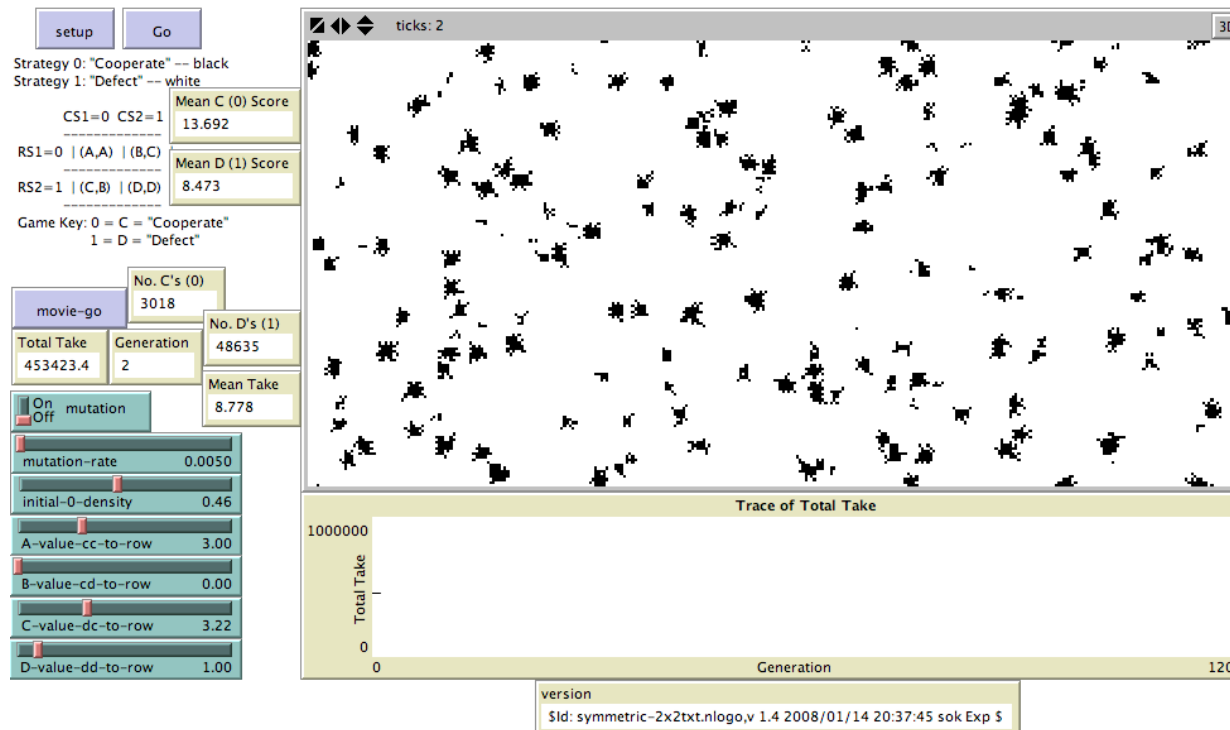 setup
Go
ticks: 2
3D
Strategy 0: "Cooperate" -- black
Strategy 1: "Defect" -- white
Mean C (0) Score
13.692
CS1=0 CS2=1
-------------
RS1=0 | (A,A) | (B,C) |
-------------
RS2=1 | (C,B) | (D,D)
-------------
Mean D (1) Score
8.473
Game Key: 0 = C = "Cooperate"
1 = D = "Defect"
No. C's (0)
3018
movie-go
No. D's (1)
48635
Total Take
453423.4
Generation
2
Mean Take
8.778
On
Off
mutation
mutation-rate 0.0050
initial-0-density 0.46
A-value-cc-to-row 3.00
B-value-cd-to-row 0.00
C-value-dc-to-row 3.22
D-value-dd-to-row 1.00
Trace of Total Take
1000000
Total Take
0
0
Generation
120
version
$Id: symmetric-2x2txt.nlogo,v 1.4 2008/01/14 20:37:45 sok Exp $